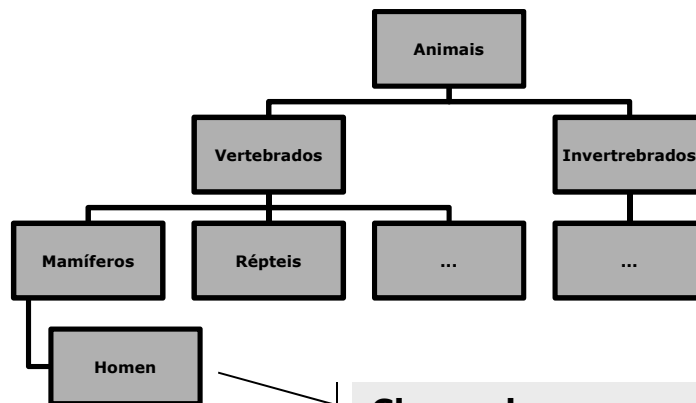 Animais
Vertebrados
Invertrebrados
Mamíferos
Répteis
...
...
Homen